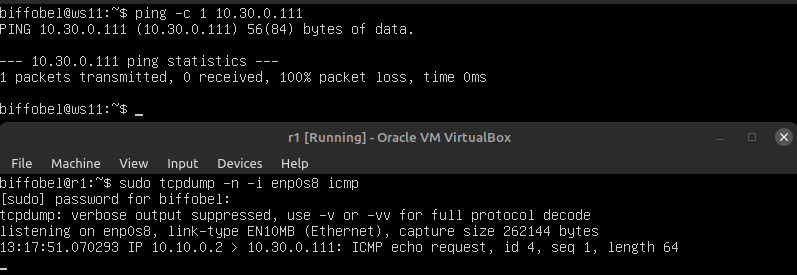 biffobel@ws11:~$ ping -c 1 10.30.0.111
PING 10.30.0.111 (10.30.0.111) 56(84) bytes of data.
--- 10.30.0.111 ping statistics ---
1 packets transmitted, 0 received, 100% packet loss, time 0ms
biffobel@ws11:~$ _
r1 [Running] - Oracle VM VirtualBox
File Machine View Input Devices Help
biffobel@r1:~$ sudo tcpdump -n -i enp0s8 icmp
[sudo] password for biffobel:
tcpdump: verbose output suppressed, use -v or -vv for full protocol decode
listening on enp0s8, link-type EN10MB (Ethernet), capture size 262144 bytes
13:17:51.070293 IP 10.10.0.2 > 10.30.0.111: ICMP echo request, id 4, seq 1, length 64